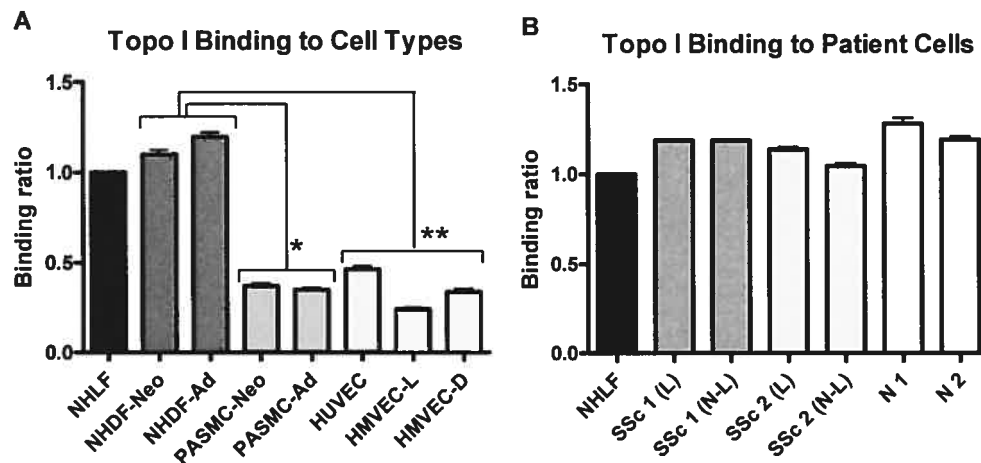 A
Topo I Binding to Cell Types
Binding ratio
1.5
1.0
0.5
0.0
*
**
NHLF
NHDF-Neo
NHDF-Ad
PASMC-Neo
PASMC-Ad
HUVEC
HMVEC-L
HMVEC-D
B
Topo I Binding to Patient Cells
Binding ratio
1.5
1.0
0.5
0.0
NHLF
SSc 1 (L)
SSc 1 (N-L)
SSc 2 (L)
SSc 2 (N-L)
N 1
N 2